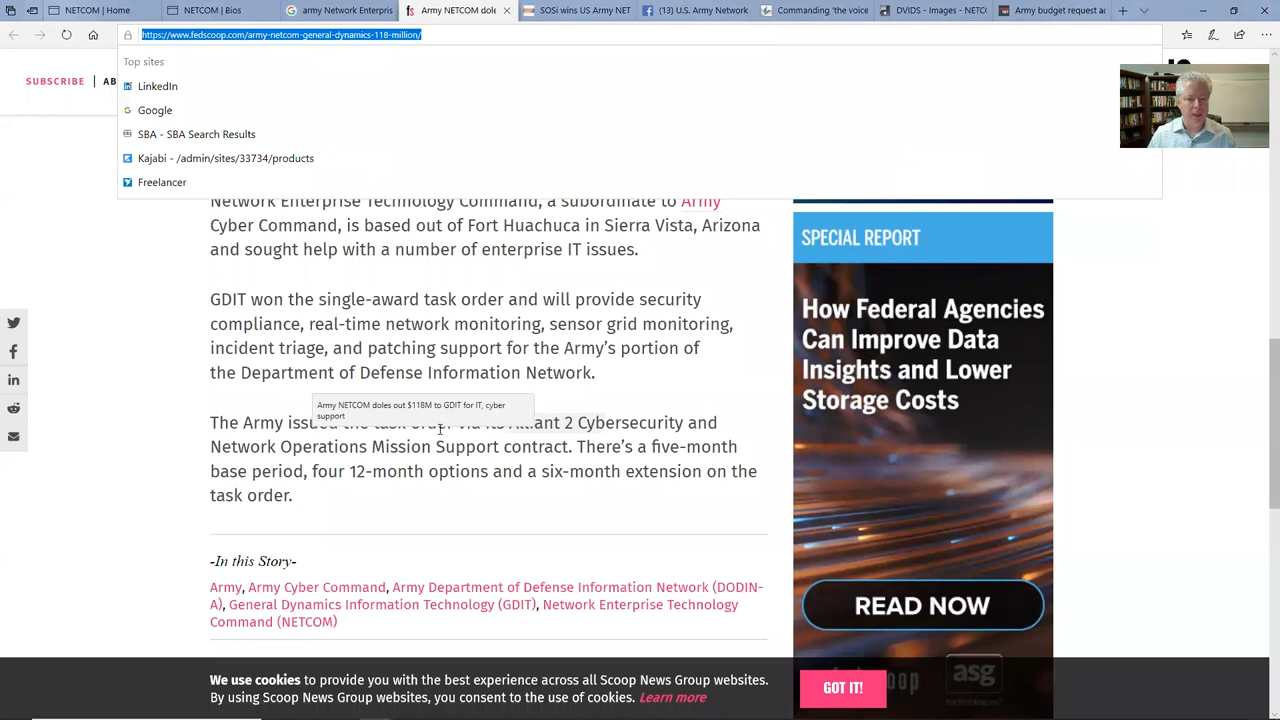 NETCOM | Home
NETCOM | Bios
army Network Enterpris
Army NETCOM dole
SOSi wins US Army NET
(13) U.S. Army Network
Commanding 'the voice
DVIDS - Images - NETCO
Army budget request ac
https://www.fedscoop.com/army-netcom-general-dynamics-118-million/
Top sites
LinkedIn
Google
SBA - SBA Search Results
Kajabi - /admin/sites/33734/products
Freelancer
SUBSCRIBE | AB
Network Enterprise Technology Command, a subordinate to Army
Cyber Command, is based out of Fort Huachuca in Sierra Vista, Arizona
and sought help with a number of enterprise IT issues.
GDIT won the single-award task order and will provide security
compliance, real-time network monitoring, sensor grid monitoring,
incident triage, and patching support for the Army's portion of
the Department of Defense Information Network.
Army NETCOM doles out $118M to GDIT for IT, cyber
support
The Army issued the task order via its Alliant 2 Cybersecurity and
Network Operations Mission Support contract. There's a five-month
base period, four 12-month options and a six-month extension on the
task order.
-In this Story-
Army, Army Cyber Command, Army Department of Defense Information Network (DODIN-
A), General Dynamics Information Technology (GDIT), Network Enterprise Technology
Command (NETCOM)
SPECIAL REPORT
How Federal Agencies
Can Improve Data
Insights and Lower
Storage Costs
READ NOW
asg
We use cookies to provide you with the best experience across all Scoop News Group websites.
By using Scoop News Group websites, you consent to the use of cookies. Learn more
GOT IT!